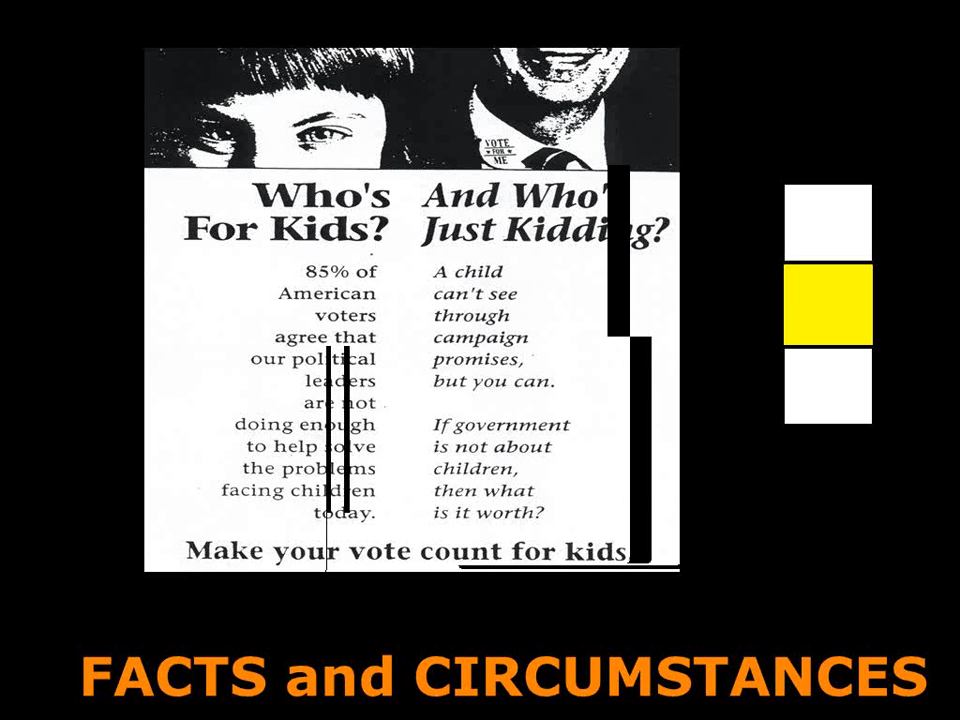 VOTE
FOR
ME
Who's
For Kids?
And Who'
Just Kidding?
85% of
American
voters
agree that
our political
leaders
are not
doing enough
to help solve
the problems
facing children
today.
A child
can't see
through
campaign
promises,
but you can.
If government
is not about
children,
then what
is it worth?
Make your vote count for kids
FACTS and CIRCUMSTANCES